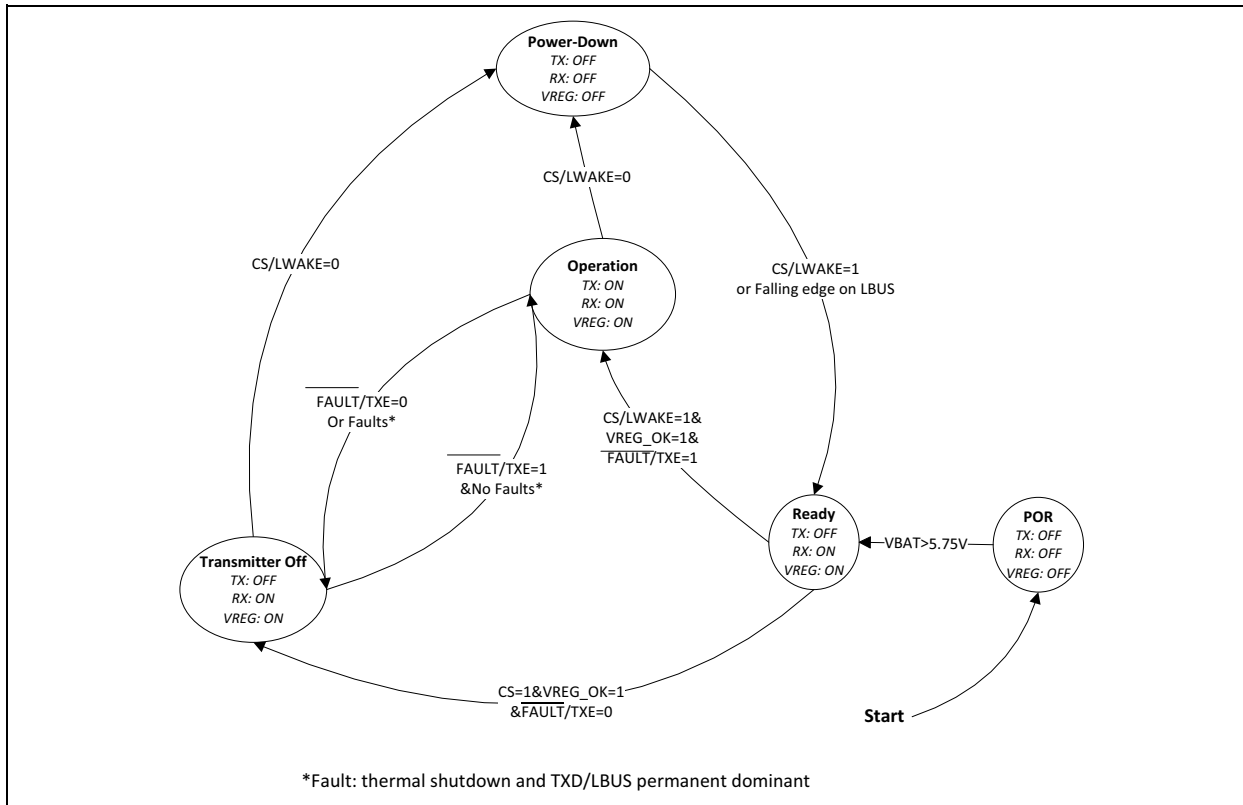 Power-Down
TX: OFF
RX: OFF
VREG: OFF
CS/LWAKE=0
CS/LWAKE=0
Operation
TX: ON
RX: ON
VREG: ON
CS/LWAKE=1
or Falling edge on LBUS
FAULT/TXE=0
Or Faults*
FAULT/TXE=1
&No Faults*
CS/LWAKE=1&
VREG_OK=1&
FAULT/TXE=1
Transmitter Off
TX: OFF
RX: ON
VREG: ON
Ready
TX: OFF
RX: ON
VREG: ON
VBAT>5.75V
POR
TX: OFF
RX: OFF
VREG: OFF
CS=1&VREG_OK=1
&FAULT/TXE=0
Start
*Fault: thermal shutdown and TXD/LBUS permanent dominant